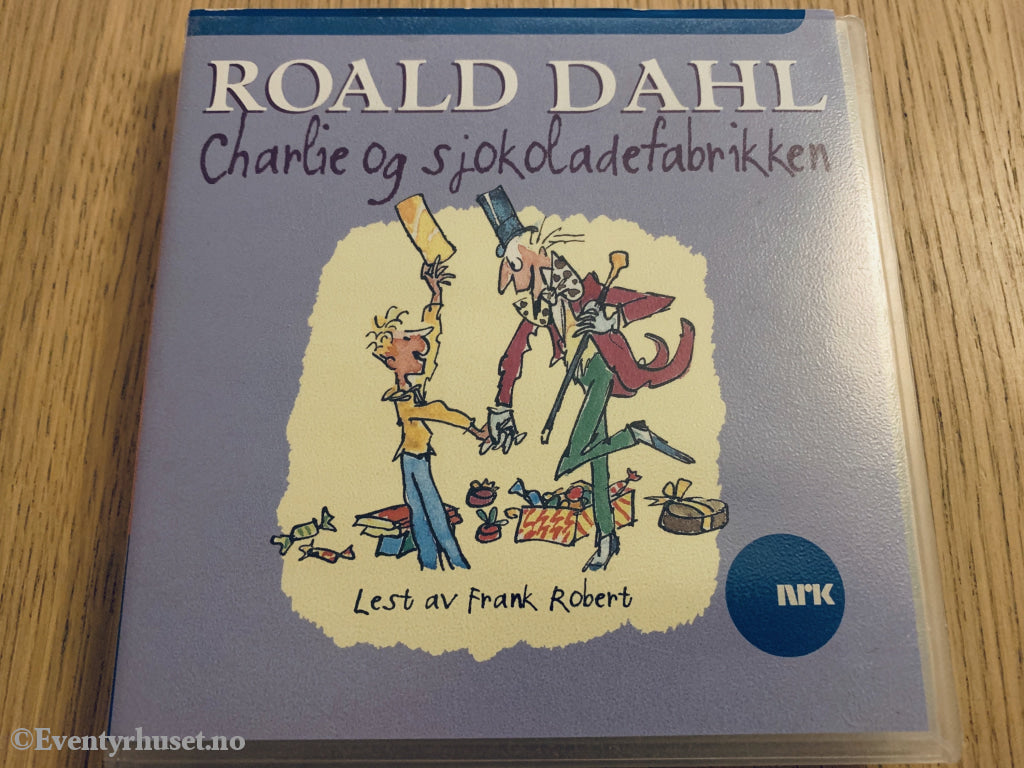 ROALD DAHL
Charlie og sjokoladefabrikken
Lest av Frank Robert
nrk
©Eventyrhuset.no